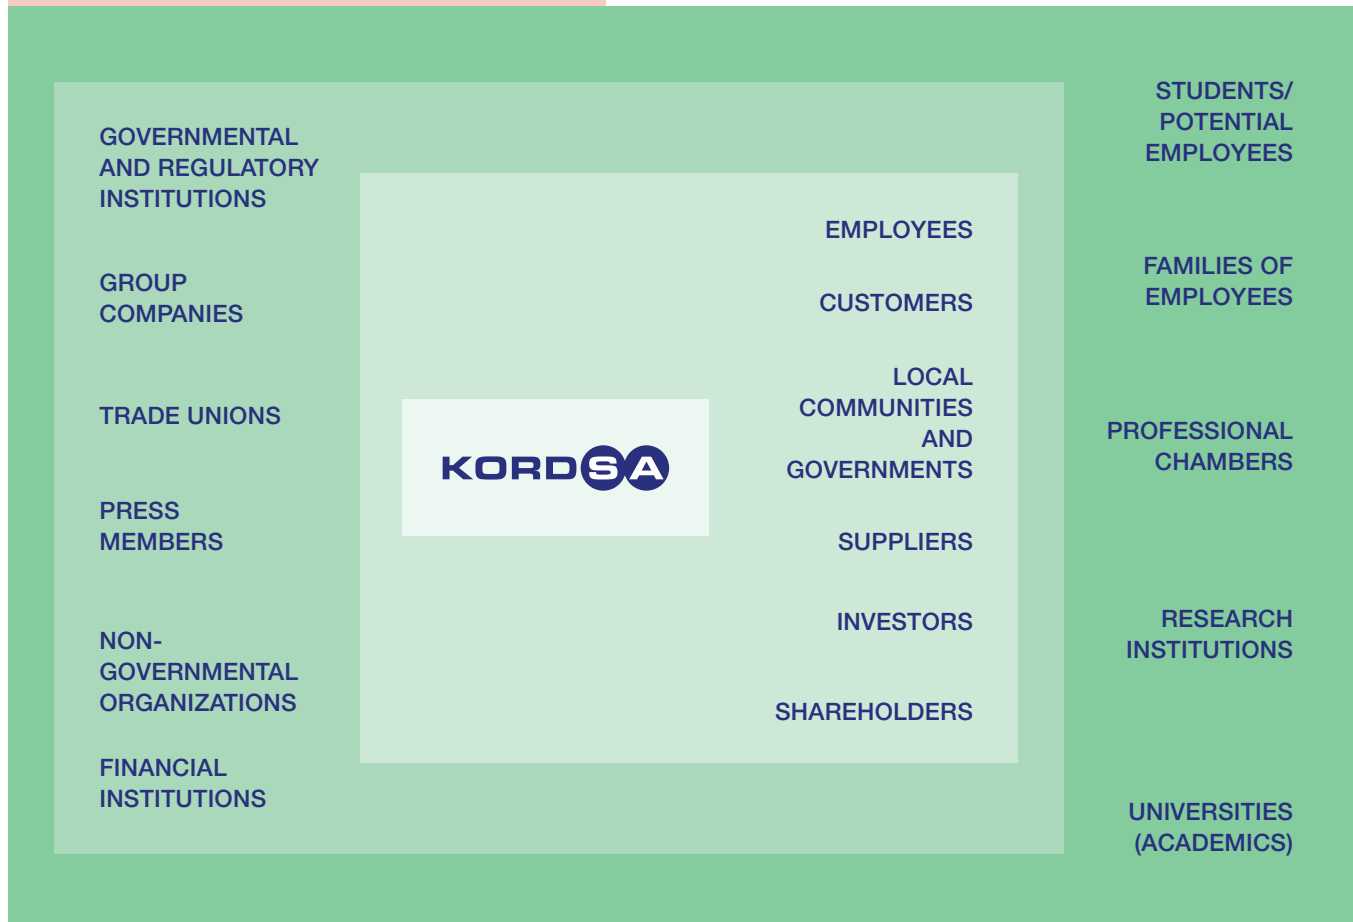 GOVERNMENTAL
AND REGULATORY
INSTITUTIONS
GROUP
COMPANIES
TRADE UNIONS
PRESS
MEMBERS
NON-
GOVERNMENTAL
ORGANIZATIONS
FINANCIAL
INSTITUTIONS
KORDSA
EMPLOYEES
CUSTOMERS
LOCAL
COMMUNITIES
AND
GOVERNMENTS
SUPPLIERS
INVESTORS
SHAREHOLDERS
STUDENTS/
POTENTIAL
EMPLOYEES
FAMILIES OF
EMPLOYEES
PROFESSIONAL
CHAMBERS
RESEARCH
INSTITUTIONS
UNIVERSITIES
(ACADEMICS)